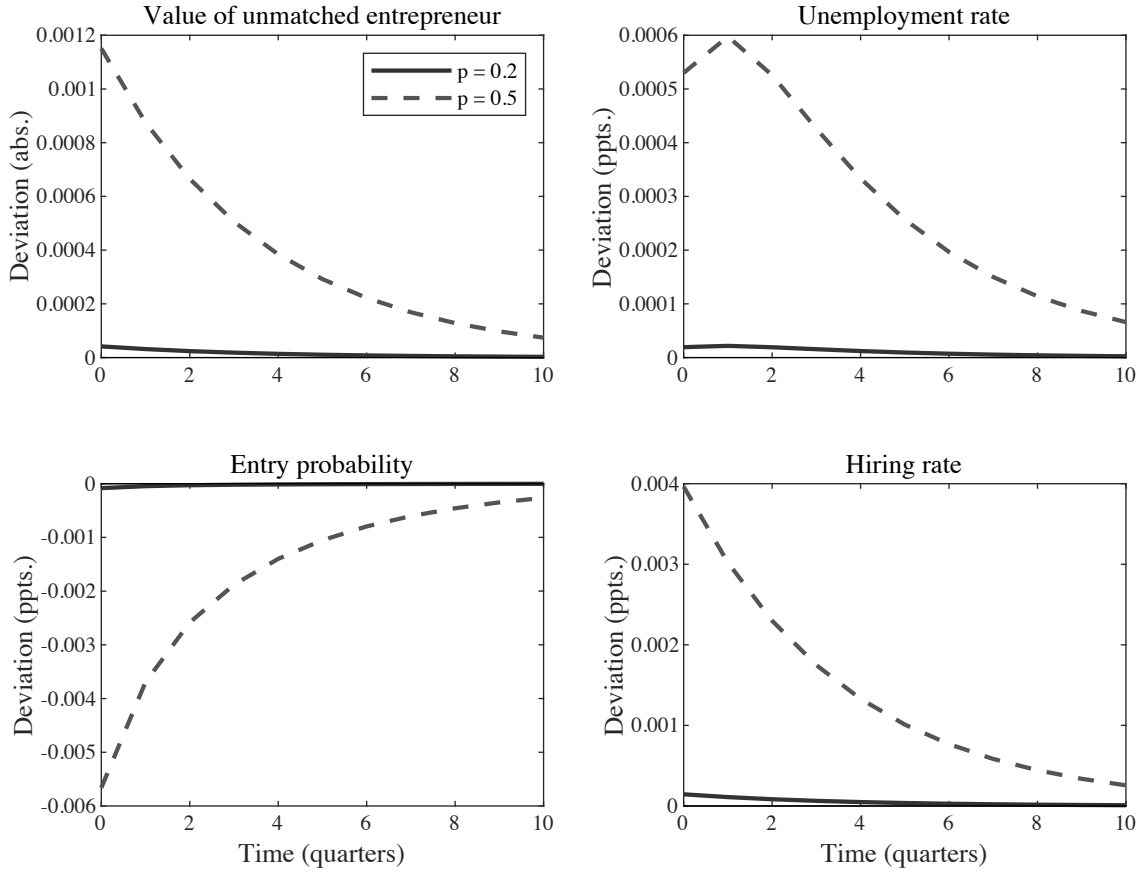 Value of unmatched entrepreneur
0.0012
0.001
0.0008
0.0006
0.0004
0.0002
0
Deviation (abs.)
p = 0.2
p = 0.5
0 2 4 6 8 10
Unemployment rate
0.0006
0.0005
0.0004
0.0003
0.0002
0.0001
0
Deviation (ppts.)
0 2 4 6 8 10
Entry probability
0
-0.001
-0.002
-0.003
-0.004
-0.005
-0.006
Deviation (ppts.)
0 2 4 6 8 10
Time (quarters)
Hiring rate
0.004
0.003
0.002
0.001
0
Deviation (ppts.)
0 2 4 6 8 10
Time (quarters)